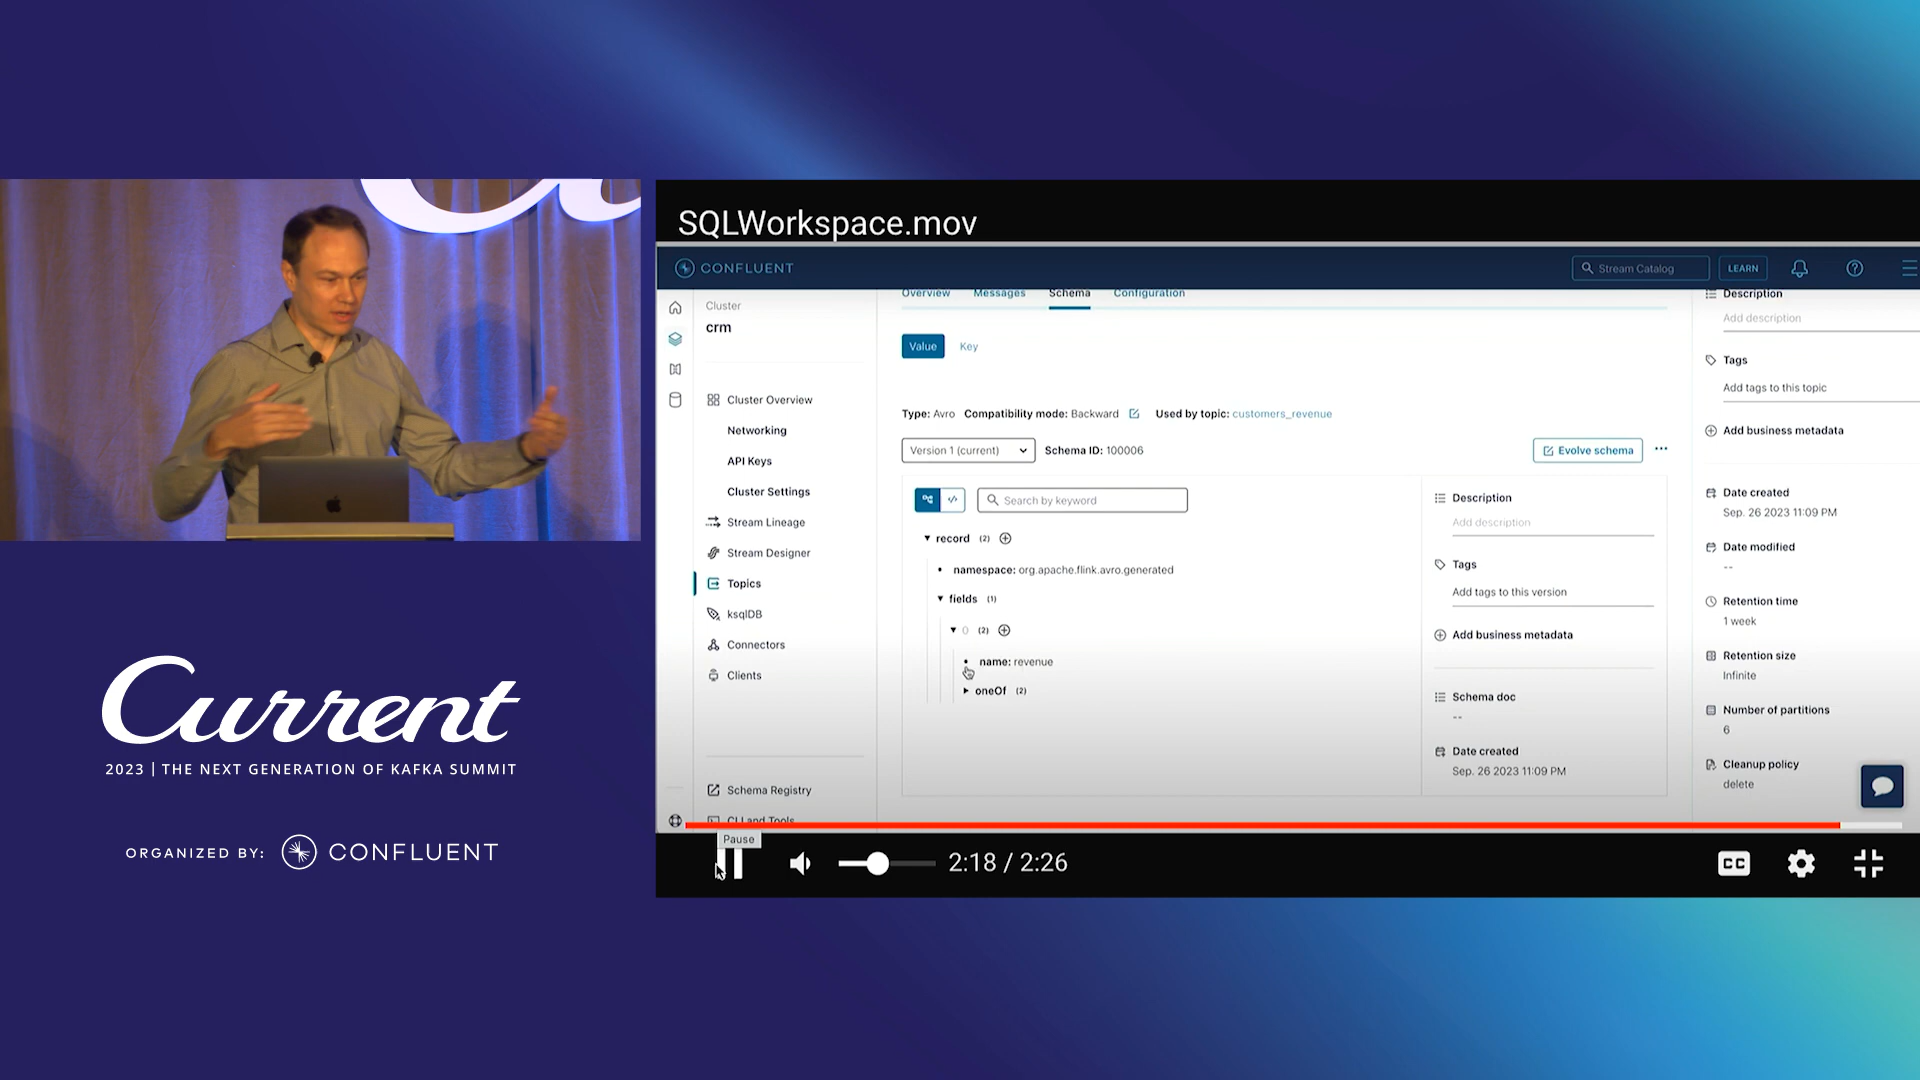 SQLWorkspace.mov
CONFLUENT
Stream Catalog
LEARN
Cluster
crm
Cluster Overview
Networking
API Keys
Cluster Settings
Stream Lineage
Stream Designer
Topics
ksqlDB
Connectors
Clients
Schema Registry
CLI and Tools
Overview Messages Schema Configuration
Value Key
Type: Avro Compatibility mode: Backward Used by topic: customers_revenue
Version 1 (current) Schema ID: 100006
Evolve schema ...
Search by keyword
record (2)
namespace: org.apache.flink.avro.generated
fields (1)
0 (2)
name: revenue
oneOf (2)
Description
Add description
Tags
Add tags to this version
Add business metadata
Schema doc
--
Date created
Sep. 26 2023 11:09 PM
Description
Add description
Tags
Add tags to this topic
Add business metadata
Date created
Sep. 26 2023 11:09 PM
Date modified
--
Retention time
1 week
Retention size
Infinite
Number of partitions
6
Cleanup policy
delete
Pause
2:18 / 2:26
CC
Current
2023 | THE NEXT GENERATION OF KAFKA SUMMIT
ORGANIZED BY: CONFLUENT